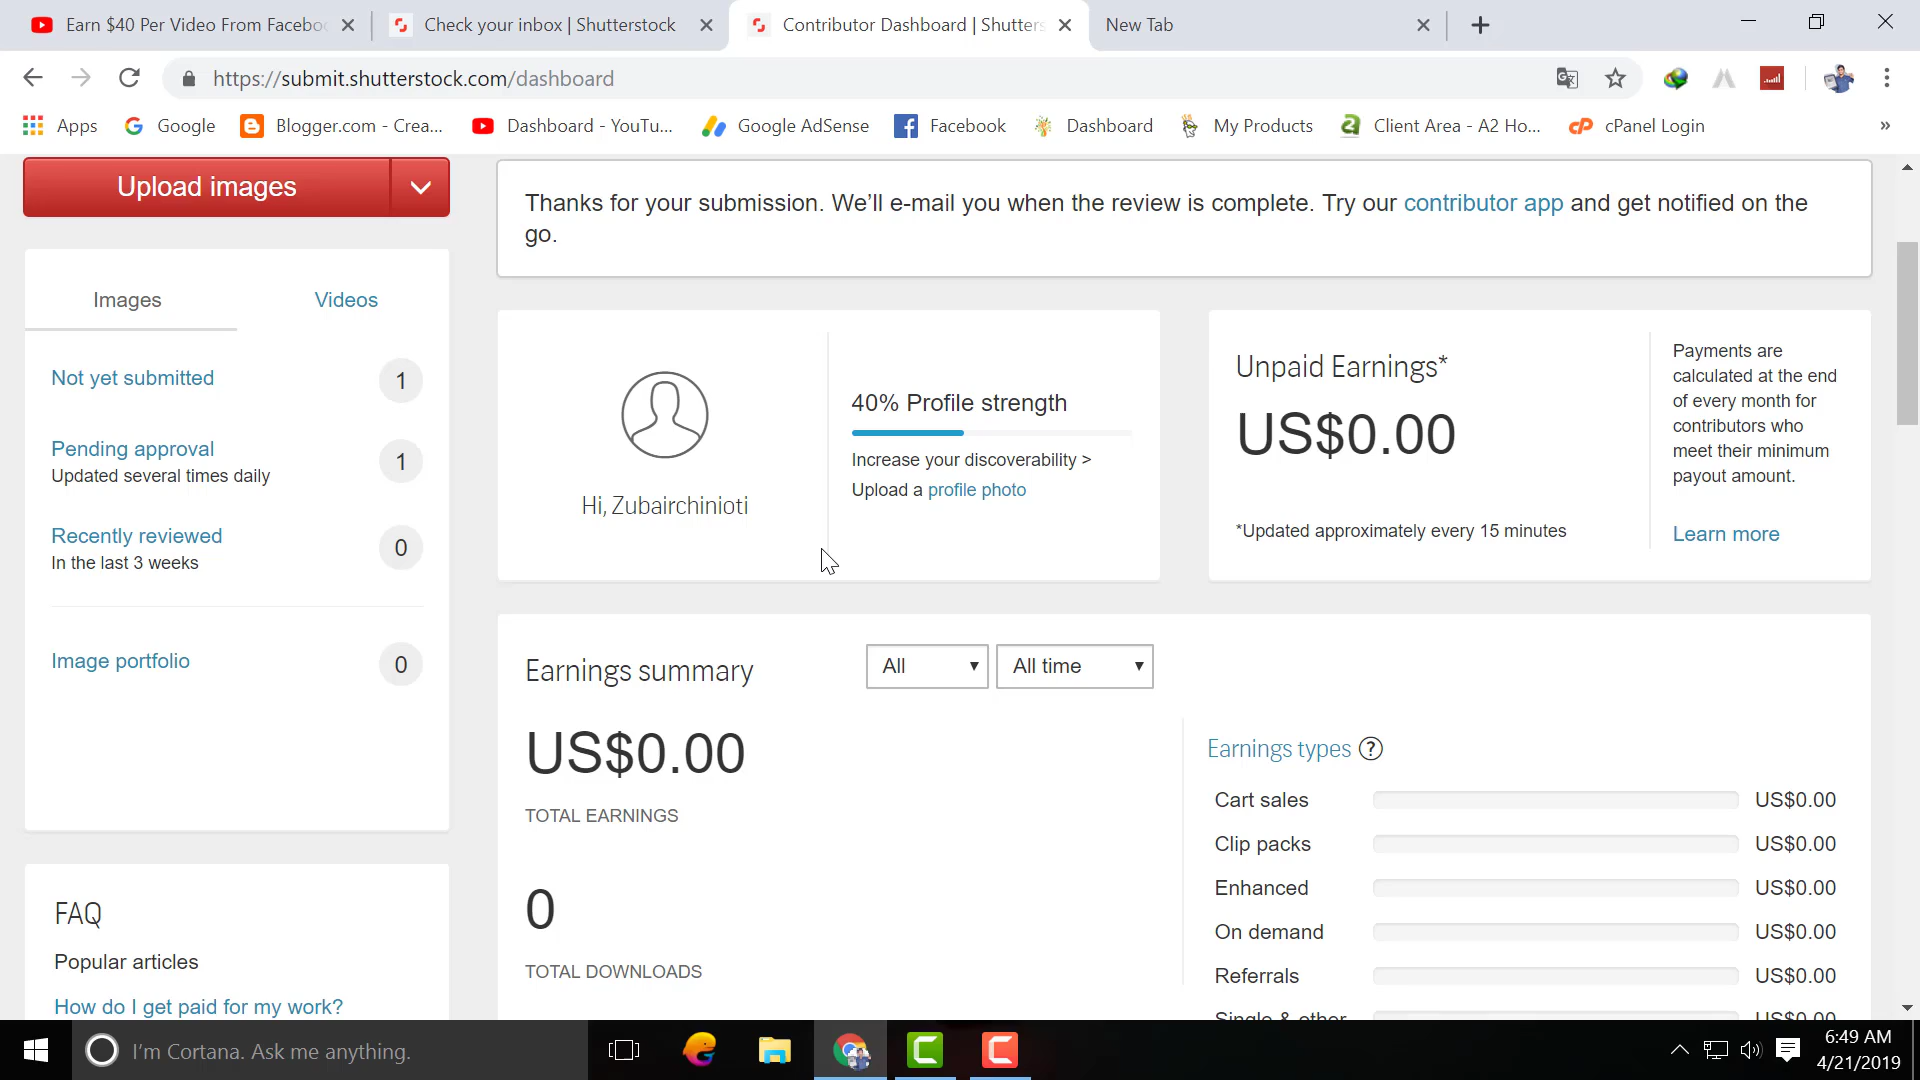 Earn $40 Per Video From Facebo
Check your inbox | Shutterstock
Contributor Dashboard | Shutters
New Tab
https://submit.shutterstock.com/dashboard
Apps
Google
Blogger.com - Crea...
Dashboard - YouTu...
Google AdSense
Facebook
Dashboard
My Products
Client Area - A2 Ho...
cPanel Login
Upload images
Thanks for your submission. We'll e-mail you when the review is complete. Try our contributor app and get notified on the
go.
Images
Videos
Not yet submitted
1
Pending approval
Updated several times daily
1
Recently reviewed
In the last 3 weeks
0
Image portfolio
0
FAQ
Popular articles
How do I get paid for my work?
Hi, Zubairchinioti
40% Profile strength
Increase your discoverability >
Upload a profile photo
Unpaid Earnings*
US$0.00
*Updated approximately every 15 minutes
Payments are
calculated at the end
of every month for
contributors who
meet their minimum
payout amount.
Learn more
Earnings summary
All
All time
US$0.00
TOTAL EARNINGS
0
TOTAL DOWNLOADS
Earnings types ?
Cart sales US$0.00
Clip packs US$0.00
Enhanced US$0.00
On demand US$0.00
Referrals US$0.00
Single & other US$0.00
I'm Cortana. Ask me anything.
6:49 AM
4/21/2019